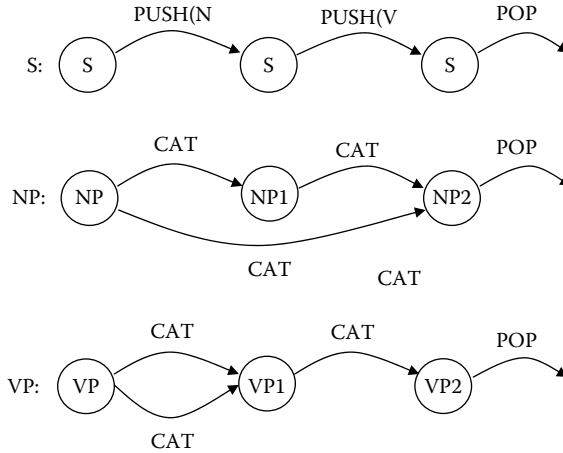 PUSH(N PUSH(V POP
S: S S S
CAT CAT POP
NP: NP NP1 NP2
CAT CAT
CAT CAT POP
VP: VP VP1 VP2
CAT